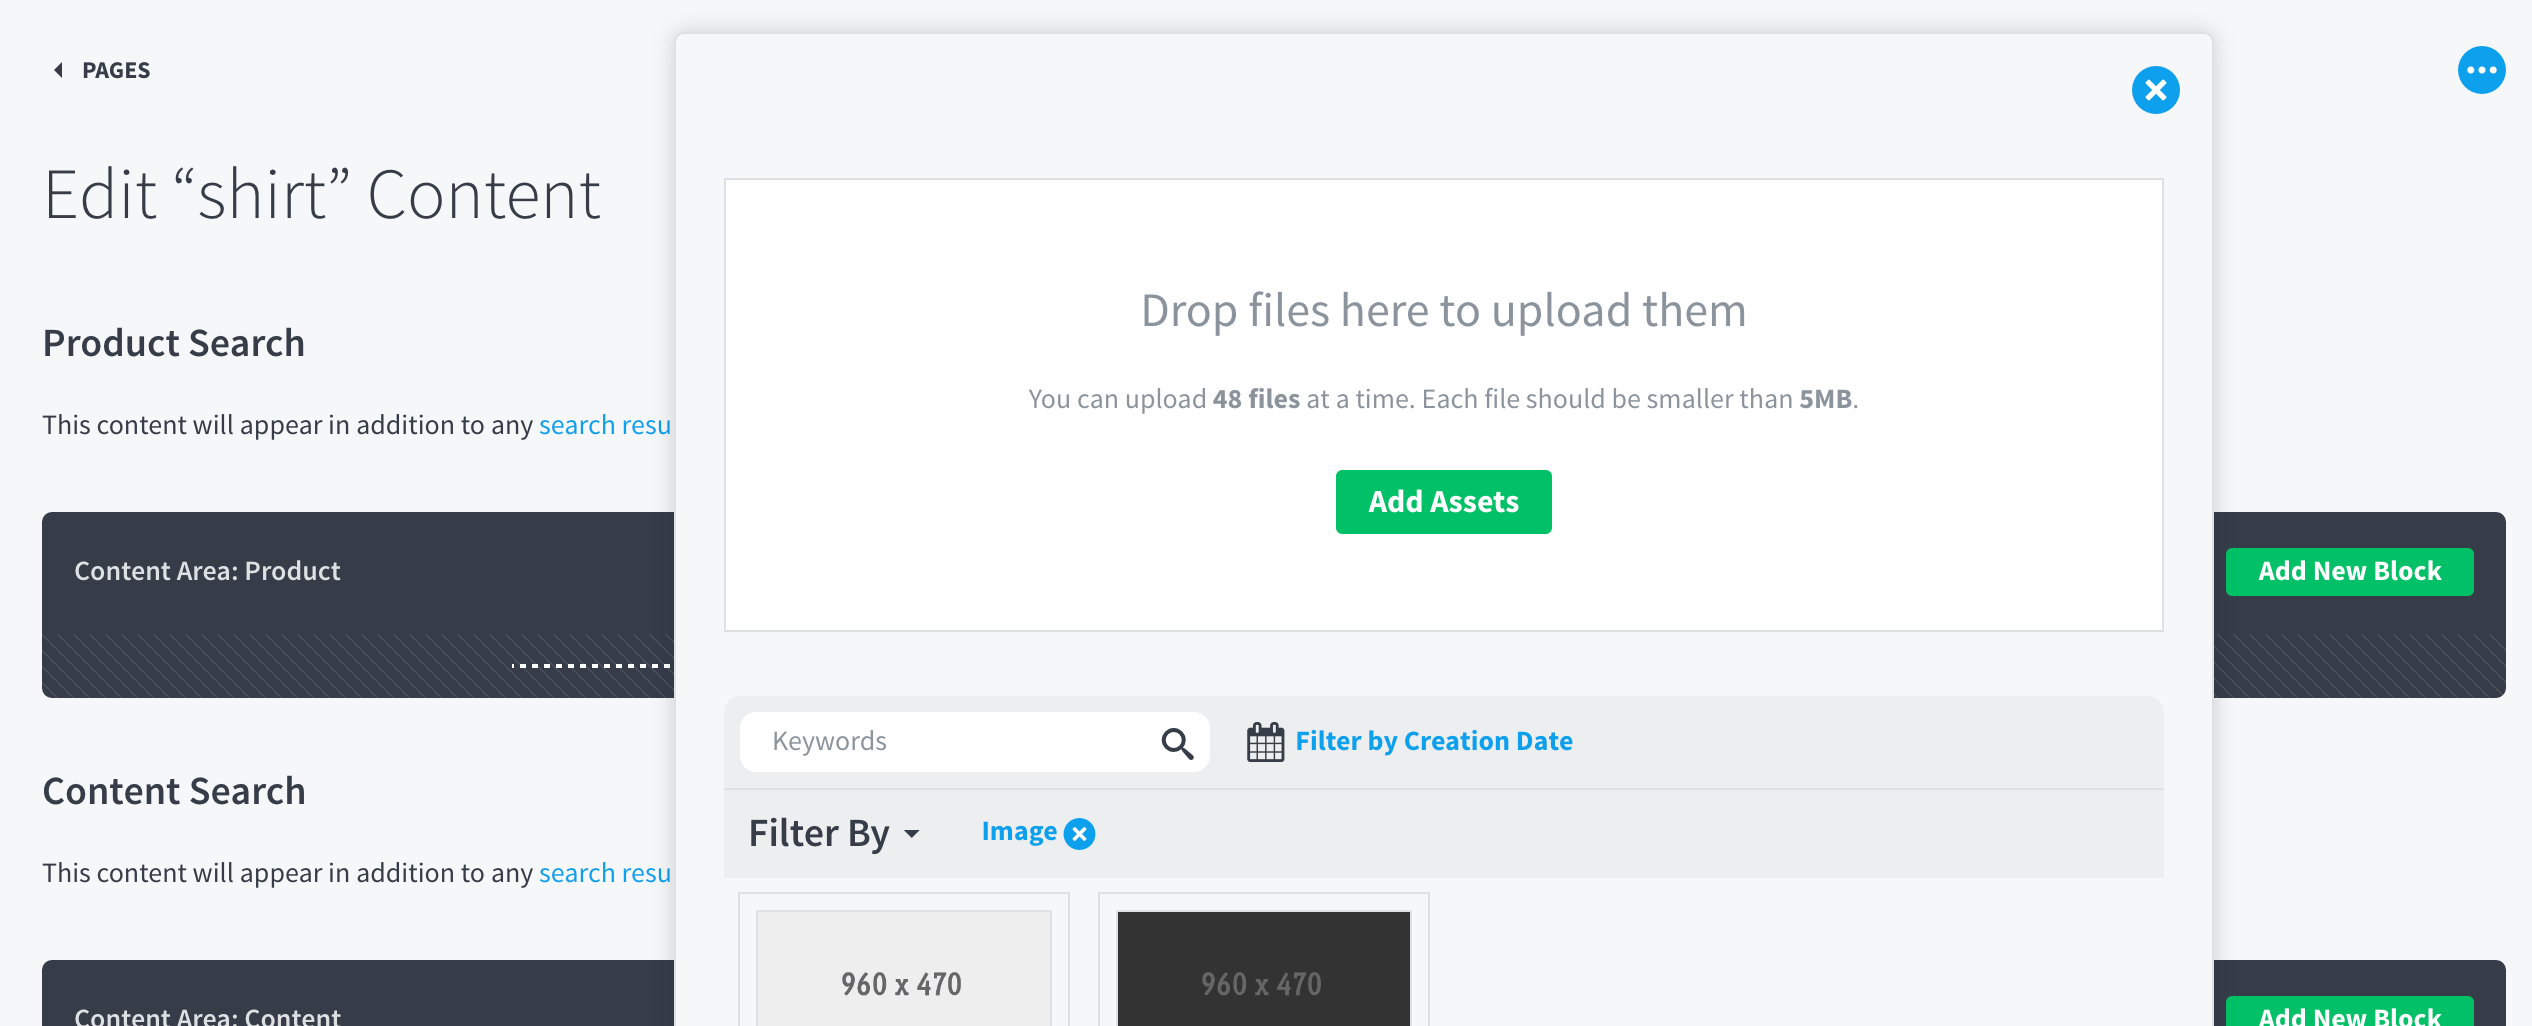 PAGES
Edit “shirt” Content
Product Search
This content will appear in addition to any search resu
Content Area: Product
Add New Block
Content Search
This content will appear in addition to any search resu
Content Area: Content
Add New Block
Drop files here to upload them
You can upload 48 files at a time. Each file should be smaller than 5MB.
Add Assets
Keywords
Filter by Creation Date
Filter By
Image
960 x 470
960 x 470